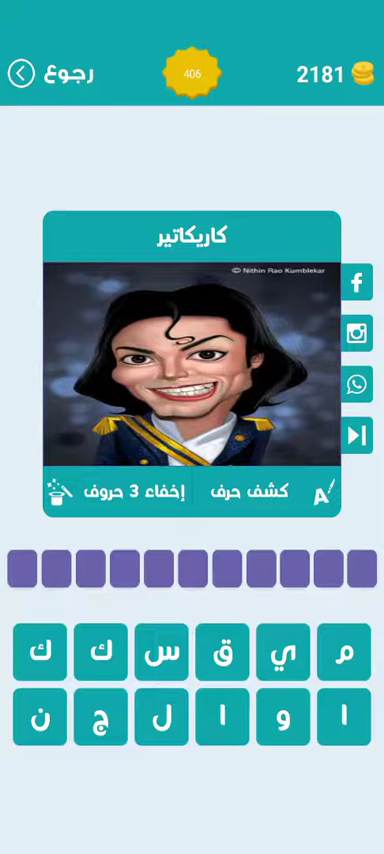 رجوع
406
2181
كاريكاتير
© Nithin Rao Kumblekar
كشف حرف
إخفاء 3 حروف
م ي ق س ك ك
ا و ا ل ج ن